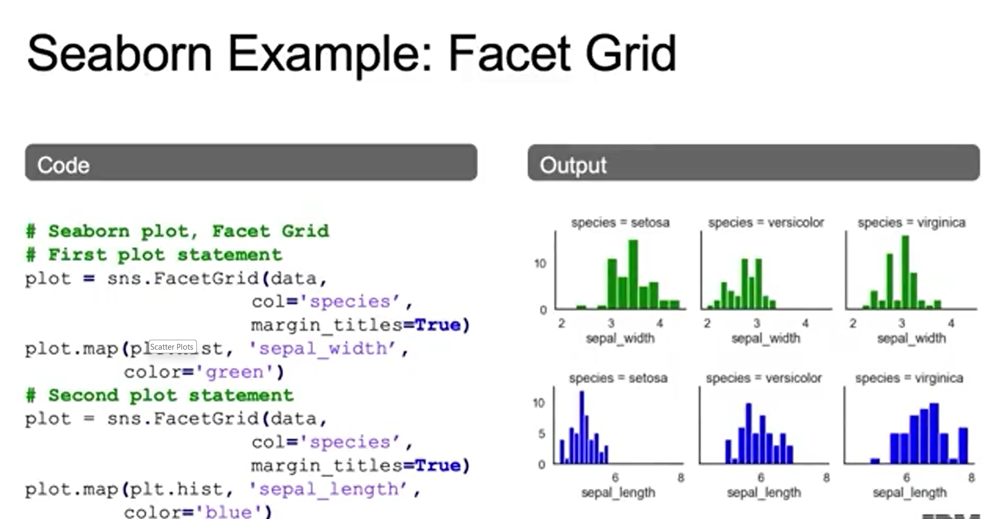 Seaborn Example: Facet Grid
Code
# Seaborn plot, Facet Grid
# First plot statement
plot = sns.FacetGrid(data,
col='species’,
margin_titles=True)
plot.map( st, 'sepal_width’,
Scatter Plots
color='green')
# Second plot statement
plot = sns.FacetGrid(data,
col='species’,
margin_titles=True)
plot.map(plt.hist, 'sepal_length’,
color='blue')
Output
species = setosa species = versicolor species = virginica
10
0
2 3 4 2 3 4 2 3 4
sepal_width sepal_width sepal_width
species = setosa species = versicolor species = virginica
10
5
0
6 8 6 8 6 8
sepal_length sepal_length sepal_length